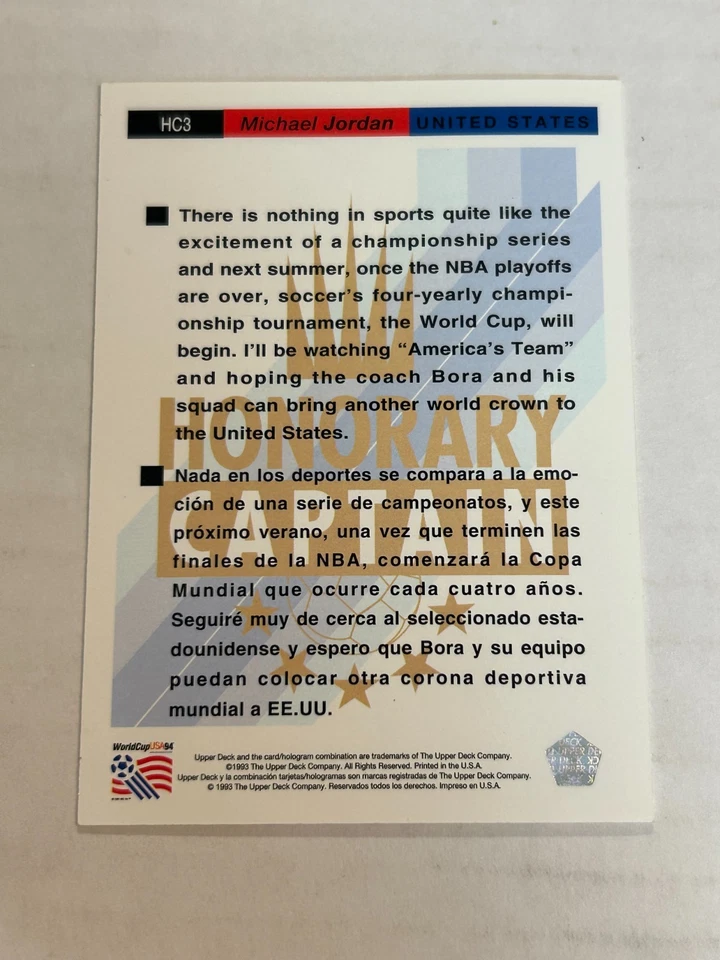 HC3 Michael Jordan UNITED STATES
There is nothing in sports quite like the
excitement of a championship series
and next summer, once the NBA playoffs
are over, soccer's four-yearly champi-
onship tournament, the World Cup, will
begin. I'll be watching “America's Team”
and hoping the coach Bora and his
squad can bring another world crown to
the United States.
HONORARY
CAPTAIN
Nada en los deportes se compara a la emo-
ción de una serie de campeonatos, y este
próximo verano, una vez que terminen las
finales de la NBA, comenzará la Copa
Mundial que ocurre cada cuatro años.
Seguiré muy de cerca al seleccionado esta-
dounidense y espero que Bora y su equipo
puedan colocar otra corona deportiva
mundial a EE.UU.
WorldCupUSA94
Upper Deck and the card/hologram combination are trademarks of The Upper Deck Company.
©1993 The Upper Deck Company. All Rights Reserved. Printed in the U.S.A.
Upper Deck y la combinación tarjetas/hologramas son marcas registradas de The Upper Deck Company.
© 1993 The Upper Deck Company. Reservados todos los derechos. Impreso en U.S.A.
DECK
UPPER DE
R DECK
UPPER D